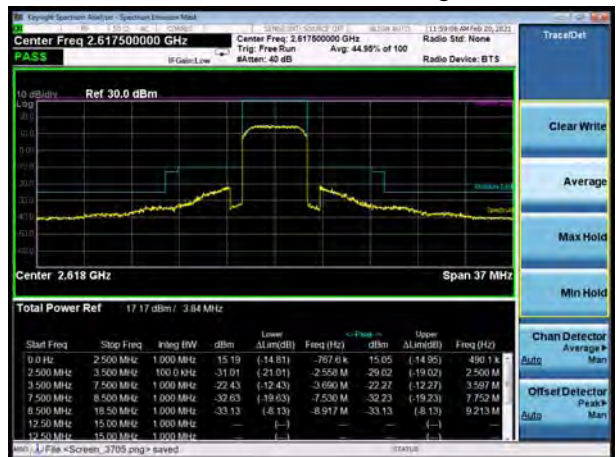 Keysight Spectrum Analyzer - Spectrum Emission Mask
11:59:06 AM Feb 20, 2021
Center Freq 2.617500000 GHz
Center Freq: 2.617500000 GHz
Radio Std: None
Trig: Free Run
Avg: 44.95% of 100
PASS
IFGain:Low
#Atten: 40 dB
Radio Device: BTS
10 dB/div
Ref 30.0 dBm
Log
Center 2.618 GHz
Span 37 MHz
Total Power Ref 17.17 dBm / 3.84 MHz
Lower
<-Peak->
Upper
Start Freq Stop Freq Integ BW dBm ΔLim(dB) Freq (Hz) dBm ΔLim(dB) Freq (Hz)
0.0 Hz 2.500 MHz 1.000 MHz 15.19 (-14.81) -767.6 k 15.05 (-14.95) 490.1 k
2.500 MHz 3.500 MHz 100.0 kHz -31.01 (-21.01) -2.558 M -29.02 (-19.02) 2.500 M
3.500 MHz 7.500 MHz 1.000 MHz -22.43 (-12.43) -3.690 M -22.27 (-12.27) 3.597 M
7.500 MHz 8.500 MHz 1.000 MHz -32.63 (-19.63) -7.530 M -32.23 (-19.23) 7.752 M
8.500 MHz 18.50 MHz 1.000 MHz -33.13 (-8.13) -8.917 M -33.13 (-8.13) 9.213 M
12.50 MHz 15.00 MHz 1.000 MHz --- (---) --- (---)
12.50 MHz 15.00 MHz 1.000 MHz --- (---) --- (---)
MSG File <Screen_3705.png> saved
STATUS
Trace/Det
Clear Write
Average
Max Hold
Min Hold
Chan Detector
Average
Auto Man
Offset Detector
Peak
Auto Man